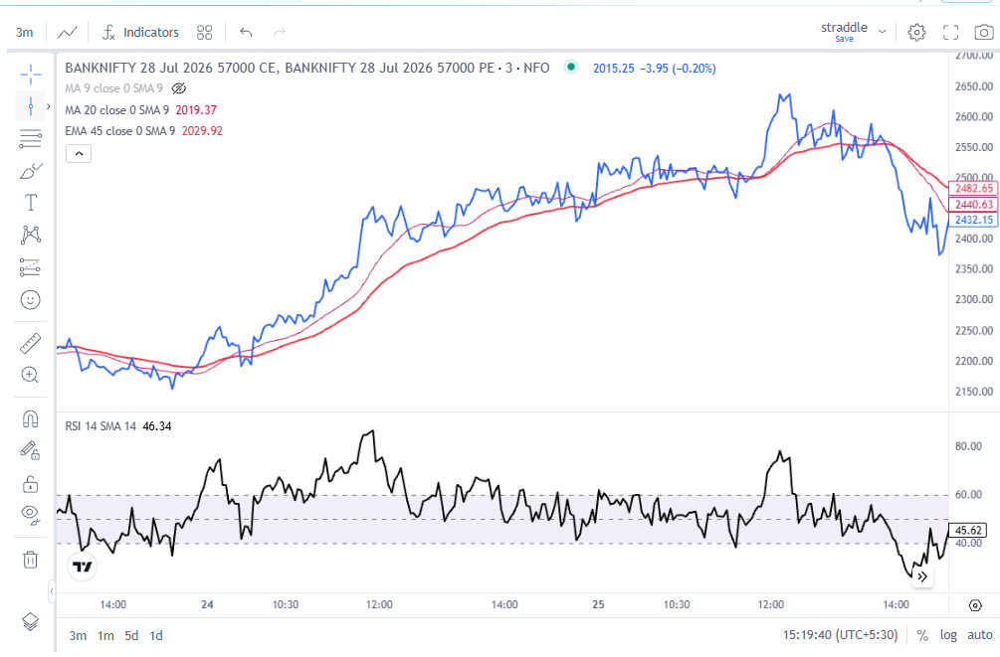 3m Indicators straddle
Save
BANKNIFTY 28 Jul 2026 57000 CE, BANKNIFTY 28 Jul 2026 57000 PE · 3 · NFO 2015.25 −3.95 (−0.20%)
MA 9 close 0 SMA 9
MA 20 close 0 SMA 9 2019.37
EMA 45 close 0 SMA 9 2029.92
2700.00
2650.00
2600.00
2550.00
2500.00
2482.65
2440.63
2432.15
2400.00
2350.00
2300.00
2250.00
2200.00
2150.00
RSI 14 SMA 14 46.34
80.00
60.00
45.62
40.00
14:00 24 10:30 12:00 14:00 25 10:30 12:00 14:00
3m 1m 5d 1d 15:19:40 (UTC+5:30) % log auto